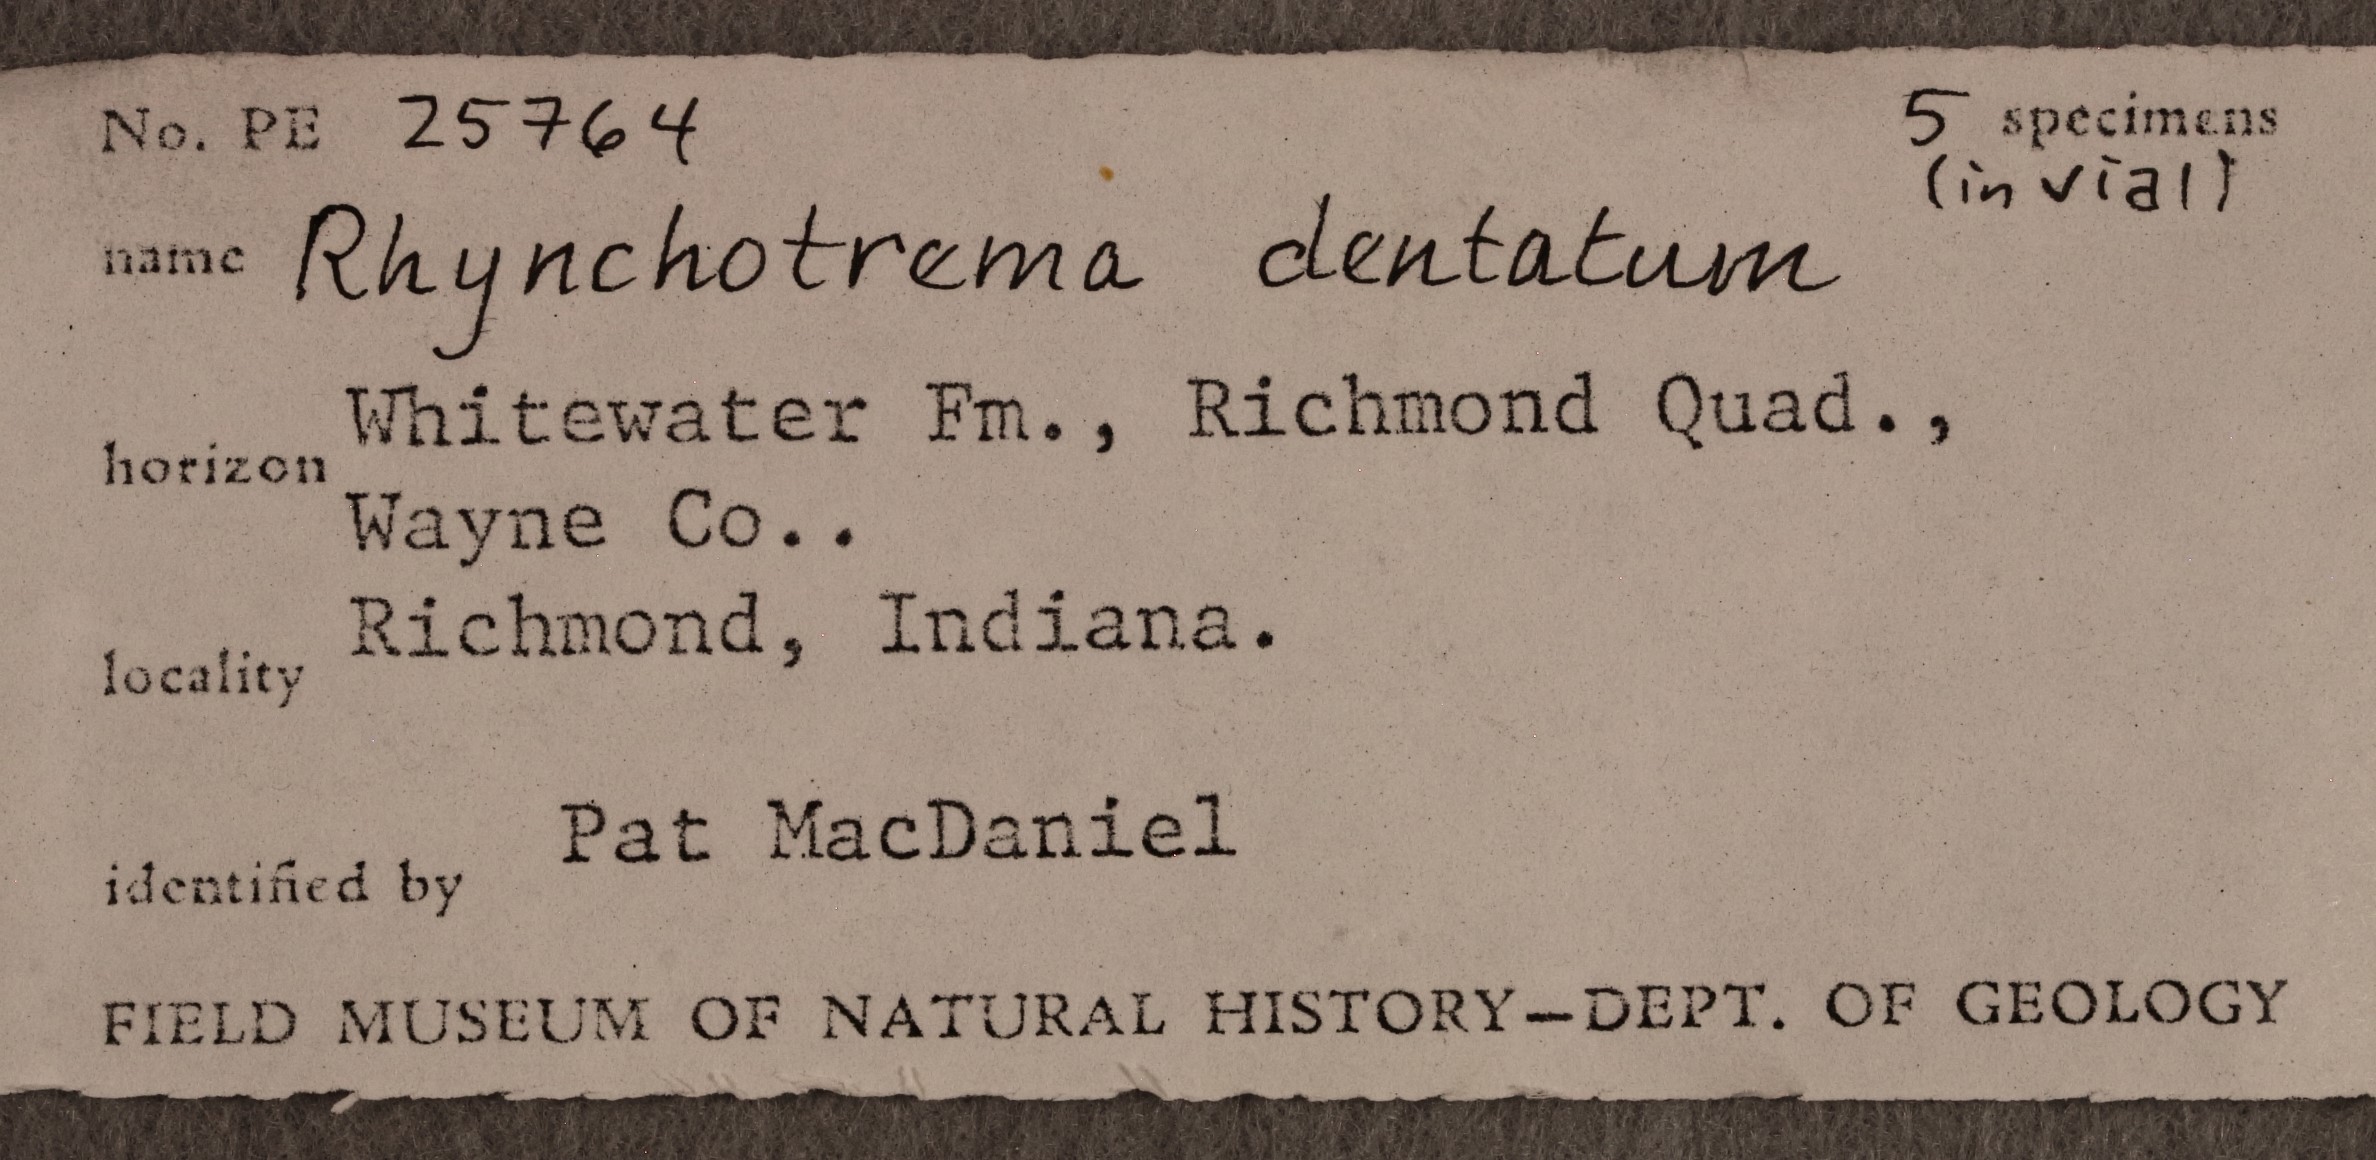 No. PE 25764 5 specimens
(in vial)
name Rhynchotrema dentatum
Whitewater Fm., Richmond Quad.,
horizon
Wayne Co..
Richmond, Indiana.
locality
Pat MacDaniel
identified by
FIELD MUSEUM OF NATURAL HISTORY—DEPT. OF GEOLOGY